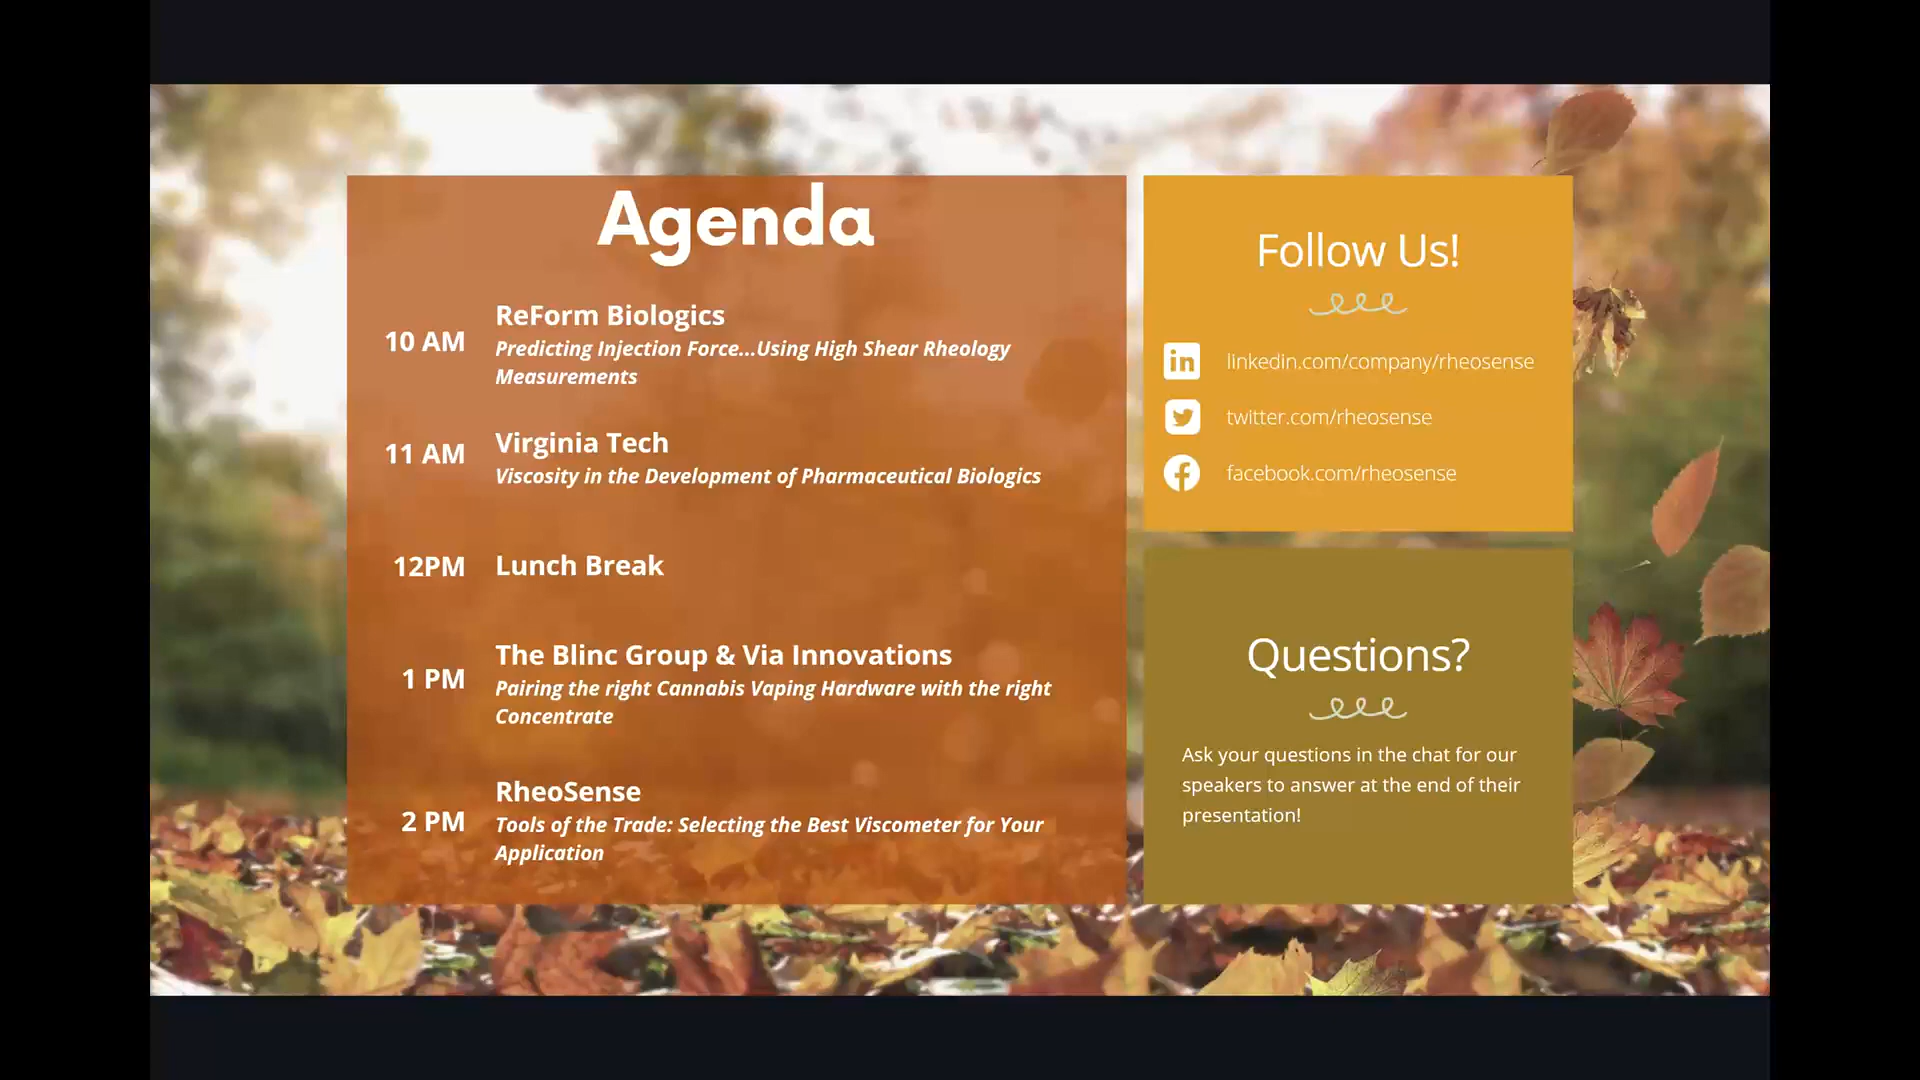 Agenda
10 AM
ReForm Biologics
Predicting Injection Force...Using High Shear Rheology
Measurements
11 AM
Virginia Tech
Viscosity in the Development of Pharmaceutical Biologics
12PM
Lunch Break
1 PM
The Blinc Group & Via Innovations
Pairing the right Cannabis Vaping Hardware with the right
Concentrate
2 PM
RheoSense
Tools of the Trade: Selecting the Best Viscometer for Your
Application
Follow Us!
in linkedin.com/company/rheosense
twitter.com/rheosense
facebook.com/rheosense
Questions?
Ask your questions in the chat for our
speakers to answer at the end of their
presentation!